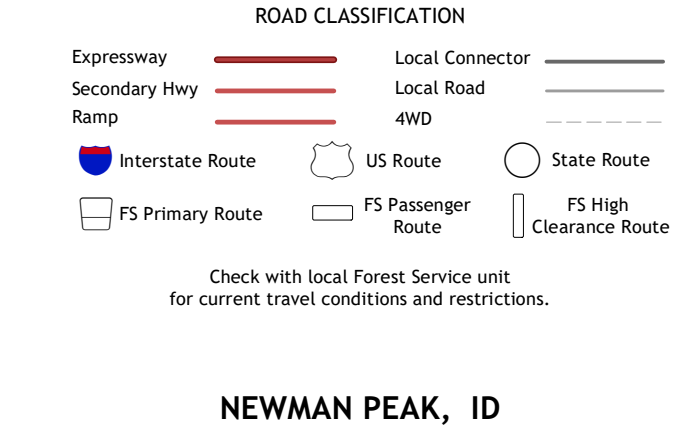 ROAD CLASSIFICATION
Expressway
Local Connector
Secondary Hwy
Local Road
Ramp
4WD
Interstate Route
US Route
State Route
FS Primary Route
FS Passenger
Route
FS High
Clearance Route
Check with local Forest Service unit
for current travel conditions and restrictions.
NEWMAN PEAK, ID